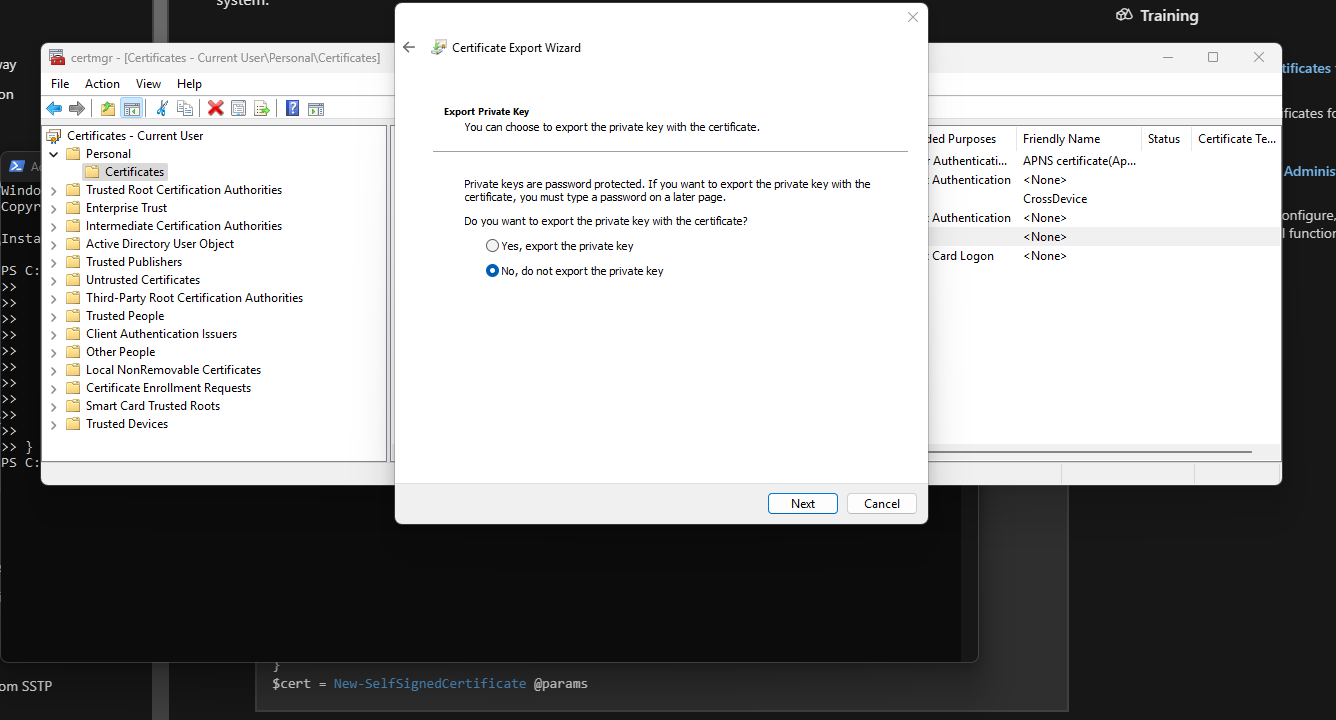 system.
Training
way
on
tificates
ificates fo
Adminis
onfigure,
l function
certmgr - [Certificates - Current User\Personal\Certificates]
File Action View Help
Certificates - Current User
Personal
Certificates
Trusted Root Certification Authorities
Enterprise Trust
Intermediate Certification Authorities
Active Directory User Object
Trusted Publishers
Untrusted Certificates
Third-Party Root Certification Authorities
Trusted People
Client Authentication Issuers
Other People
Local NonRemovable Certificates
Certificate Enrollment Requests
Smart Card Trusted Roots
Trusted Devices
Certificate Export Wizard
Export Private Key
You can choose to export the private key with the certificate.
Private keys are password protected. If you want to export the private key with the
certificate, you must type a password on a later page.
Do you want to export the private key with the certificate?
Yes, export the private key
No, do not export the private key
Next Cancel
ded Purposes Friendly Name Status Certificate Te...
Authenticati... APNS certificate(Ap...
Authentication <None>
CrossDevice
Authentication <None>
<None>
Card Logon <None>
Windo
Copyr
Insta
PS C:
>>
>>
>>
>>
>>
>>
>>
>>
>>
>>
>> }
PS C:
om SSTP
}
$cert = New-SelfSignedCertificate @params